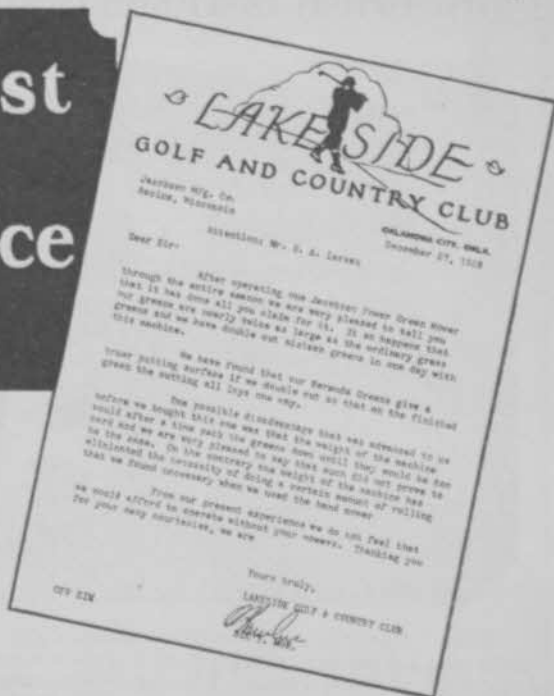 st
ce
LAKESIDE
GOLF AND COUNTRY CLUB
OKLAHOMA CITY, OKLA.
December 27, 1928
Jacobsen Mfg. Co.
Racine, Wisconsin
Attention: Mr. O. A. Larsen
Dear Sir-
After operating one Jacobsen Power Green Mower
through the entire season we are very pleased to tell you
that it has done all you claim for it. It so happens that
our greens are nearly twice as large as the ordinary grass
greens and we have double cut sixteen greens in one day with
this machine.
We have found that our Bermuda Greens give a
truer putting surface if we double cut so that on the finished
green the cutting all lays one way.
One possible disadvantage that was advanced to us
before we bought this one was that the weight of the machine
would after a time pack the greens down until they would be too
hard and we are very pleased to say that such did not prove to
be the case. On the contrary the weight of the machine has
eliminated the necessity of doing a certain amount of rolling
that we found necessary when we used the hand mower
From our present experience we do not feel that
we could afford to operate without your mowers. Thanking you
for your many courtesies, we are
Yours truly,
LAKESIDE GOLF & COUNTRY CLUB